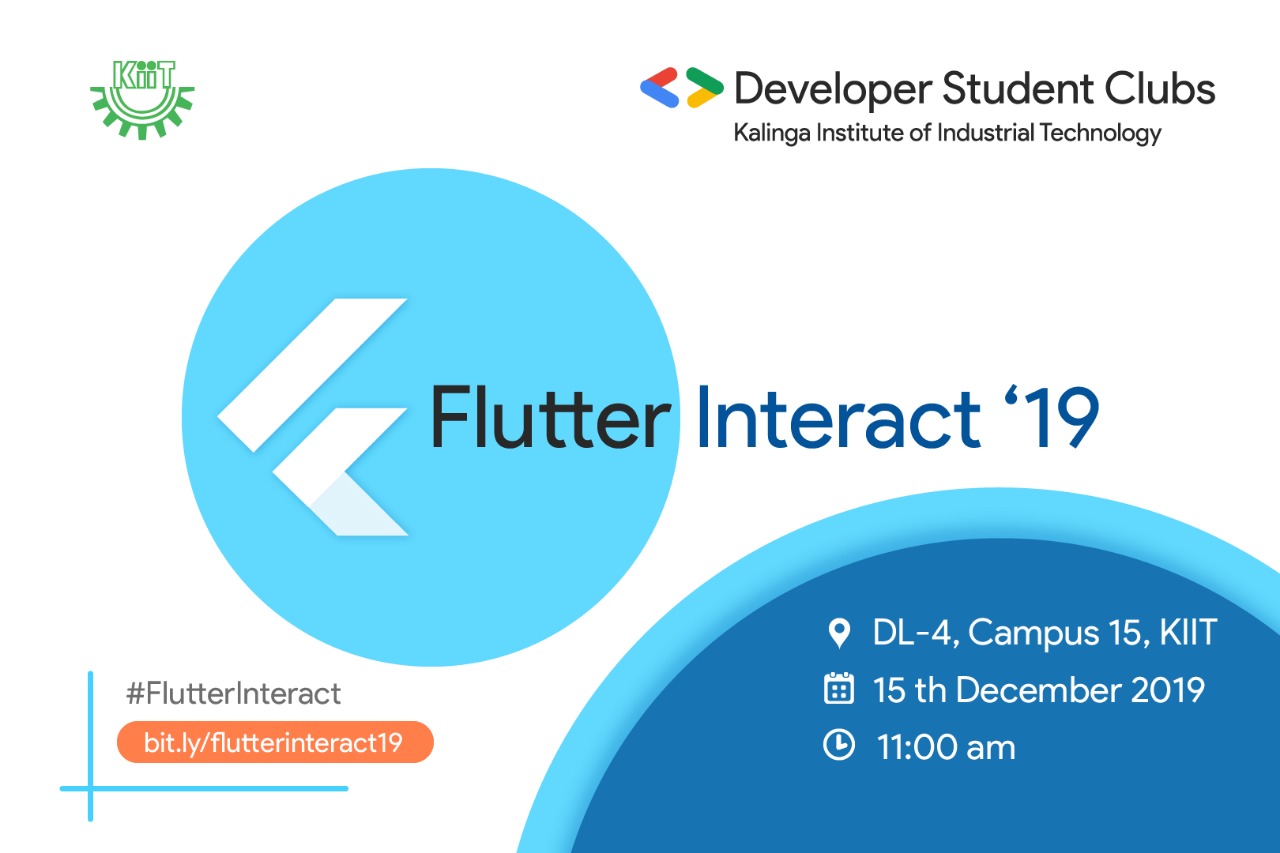 KiiT
Developer Student Clubs
Kalinga Institute of Industrial Technology
Flutter Interact ‘19
DL-4, Campus 15, KIIT
15 th December 2019
11:00 am
#FlutterInteract
bit.ly/flutterinteract19